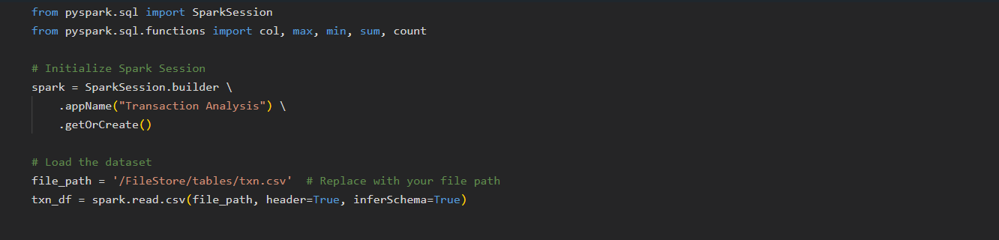 from pyspark.sql import SparkSession
from pyspark.sql.functions import col, max, min, sum, count
# Initialize Spark Session
spark = SparkSession.builder \
.appName("Transaction Analysis") \
.getOrCreate()
# Load the dataset
file_path = '/FileStore/tables/txn.csv'  # Replace with your file path
txn_df = spark.read.csv(file_path, header=True, inferSchema=True)